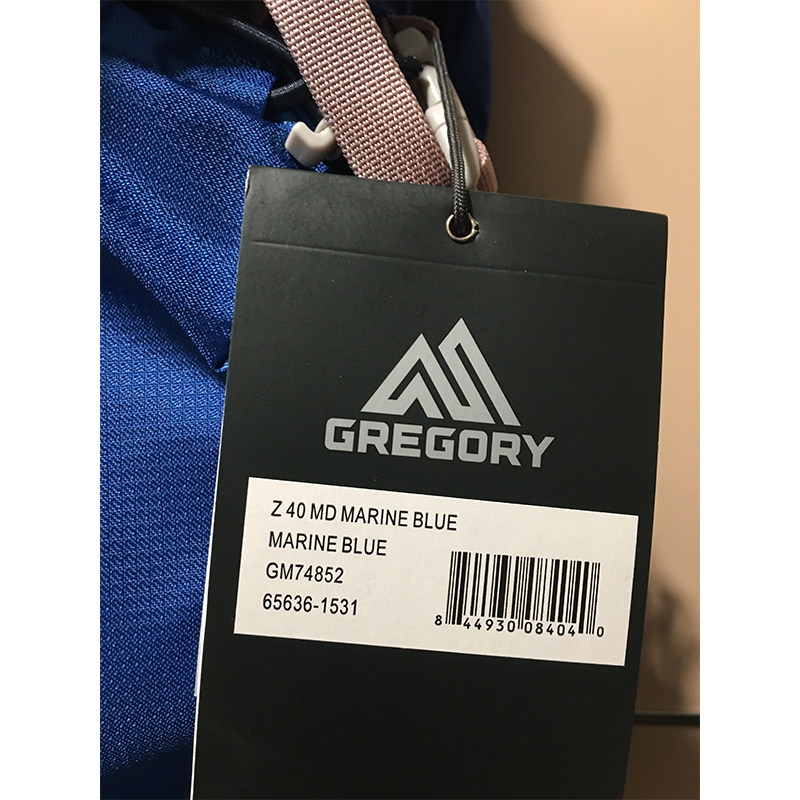 GREGORY
Z 40 MD MARINE BLUE
MARINE BLUE
GM74852
65636-1531
8 44930 08404 0